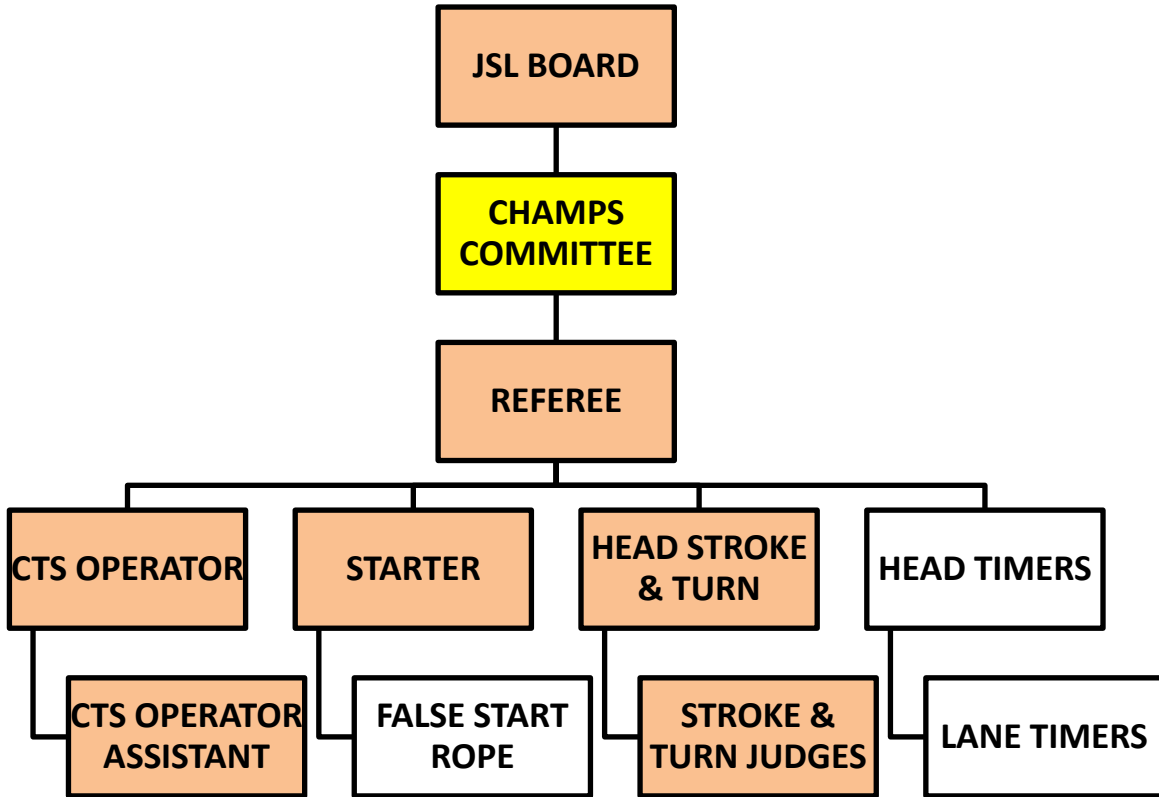 JSL BOARD
CHAMPS
COMMITTEE
REFEREE
CTS OPERATOR
STARTER
HEAD STROKE
& TURN
HEAD TIMERS
CTS OPERATOR
ASSISTANT
FALSE START
ROPE
STROKE &
TURN JUDGES
LANE TIMERS